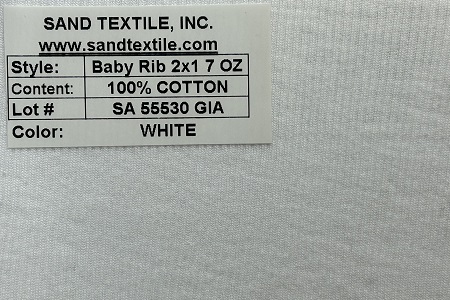 SAND TEXTILE, INC.
www.sandtextile.com
Style: Baby Rib 2x1 7 OZ
Content: 100% COTTON
Lot # SA 55530 GIA
Color: WHITE